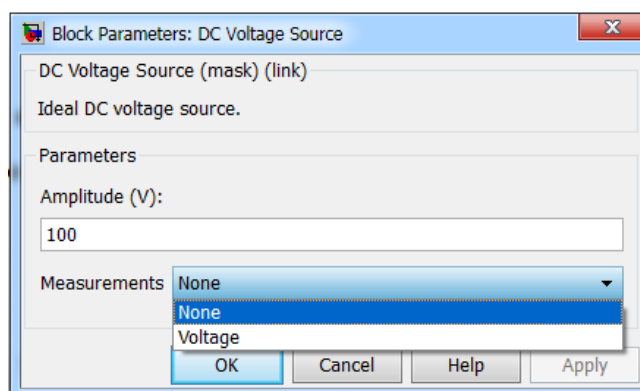 Block Parameters: DC Voltage Source
DC Voltage Source (mask) (link)
Ideal DC voltage source.
Parameters
Amplitude (V):
100
Measurements None
None
Voltage
OK Cancel Help Apply